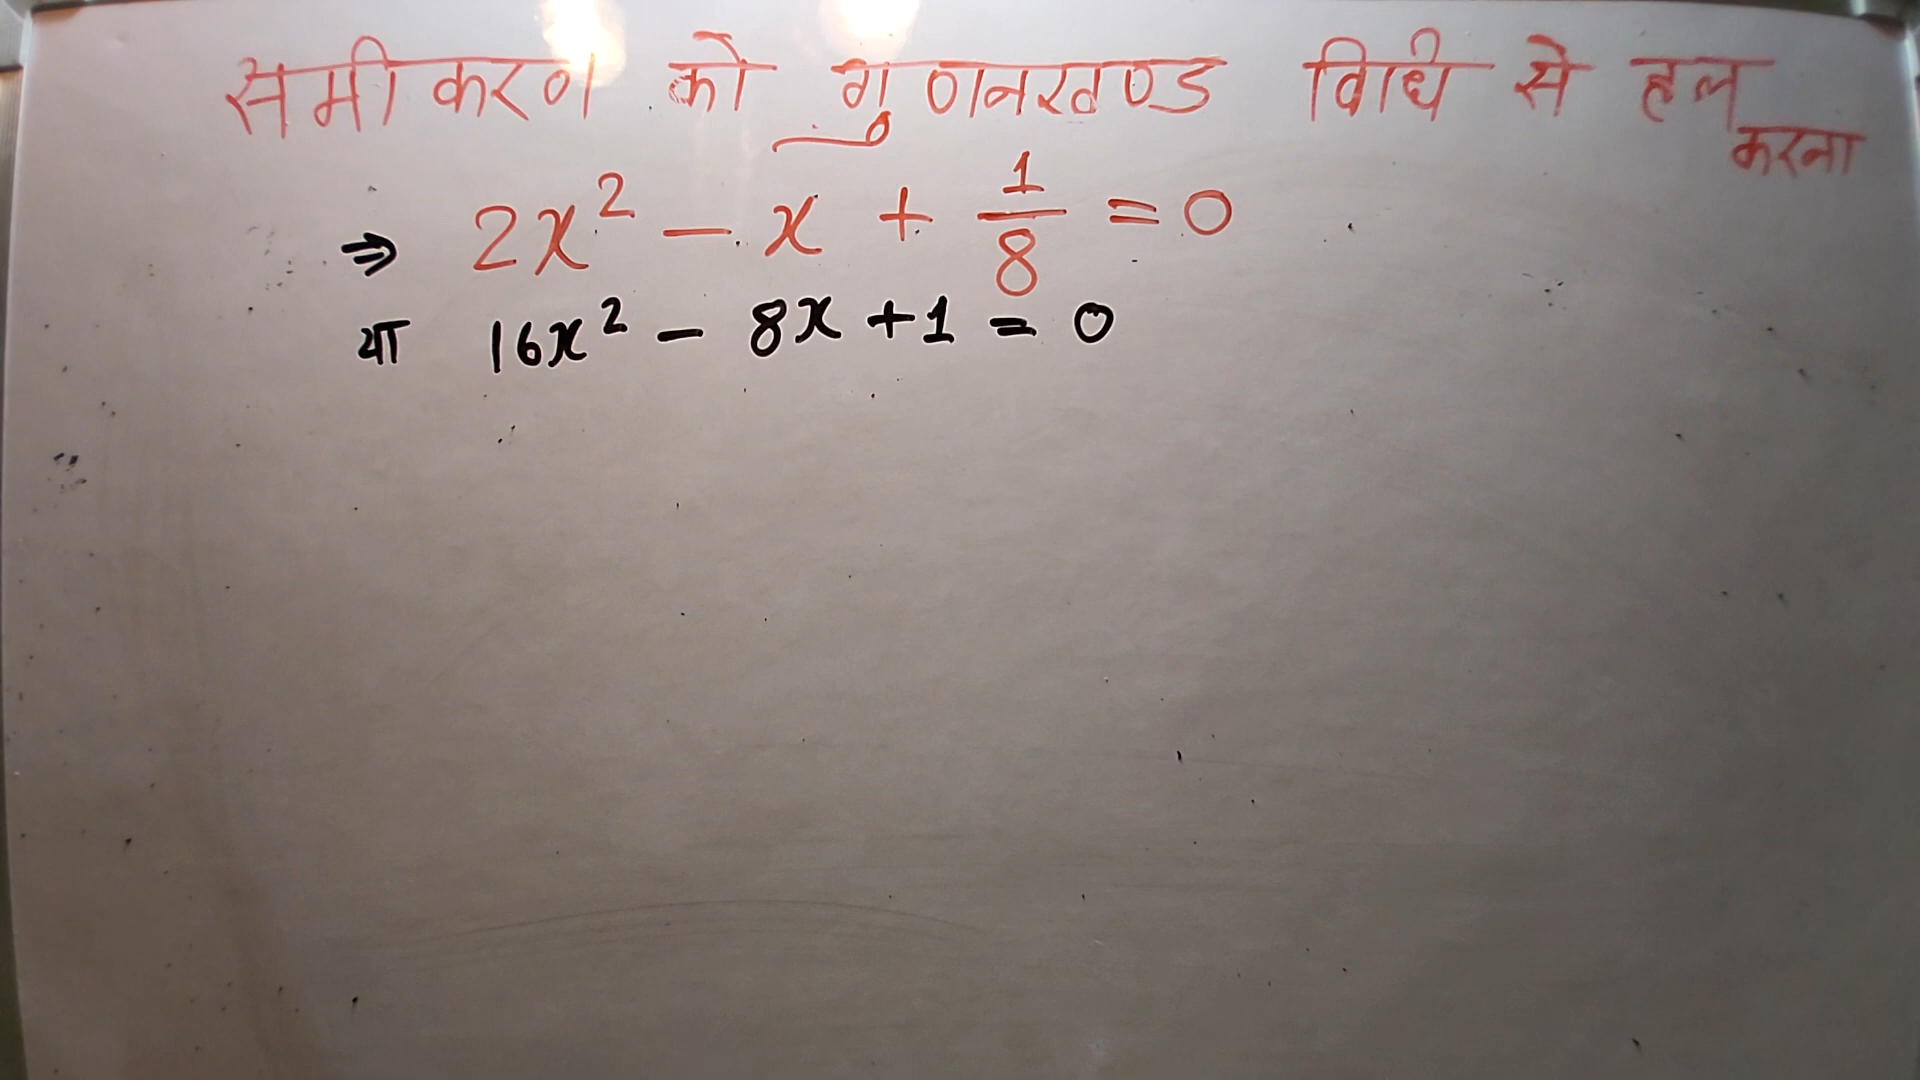 समीकरण को गुणनखण्ड विधि से हल करना
⇒ 2x² - x + 1/8 = 0
या 16x² - 8x + 1 = 0